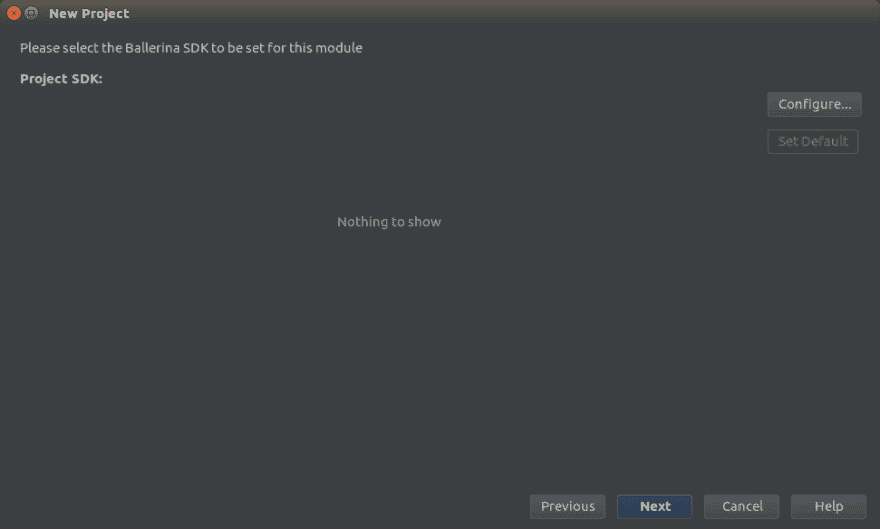 New Project
Please select the Ballerina SDK to be set for this module
Project SDK:
Configure...
Set Default
Nothing to show
Previous
Next
Cancel
Help